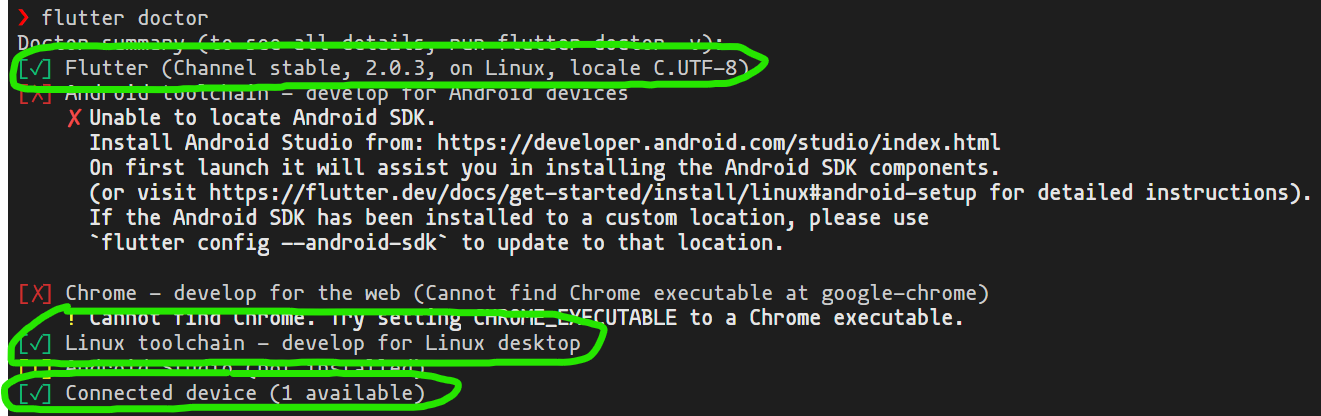 ❯ flutter doctor
Doctor summary (to see all details, run flutter doctor -v):
[✓] Flutter (Channel stable, 2.0.3, on Linux, locale C.UTF-8)
[✗] Android toolchain - develop for Android devices
✗ Unable to locate Android SDK.
Install Android Studio from: https://developer.android.com/studio/index.html
On first launch it will assist you in installing the Android SDK components.
(or visit https://flutter.dev/docs/get-started/install/linux#android-setup for detailed instructions).
If the Android SDK has been installed to a custom location, please use
`flutter config --android-sdk` to update to that location.
[✗] Chrome - develop for the web (Cannot find Chrome executable at google-chrome)
! Cannot find Chrome. Try setting CHROME_EXECUTABLE to a Chrome executable.
[✓] Linux toolchain - develop for Linux desktop
[!] Android Studio (not installed)
[✓] Connected device (1 available)